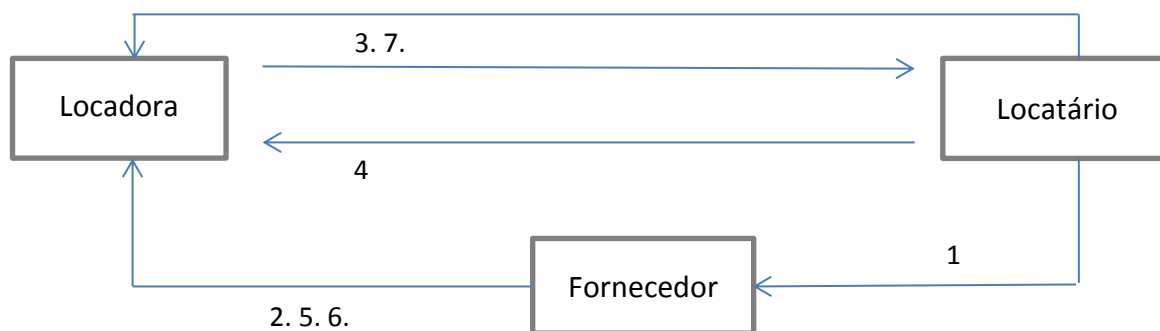 3. 7.
Locadora
Locatário
4
1
Fornecedor
2. 5. 6.